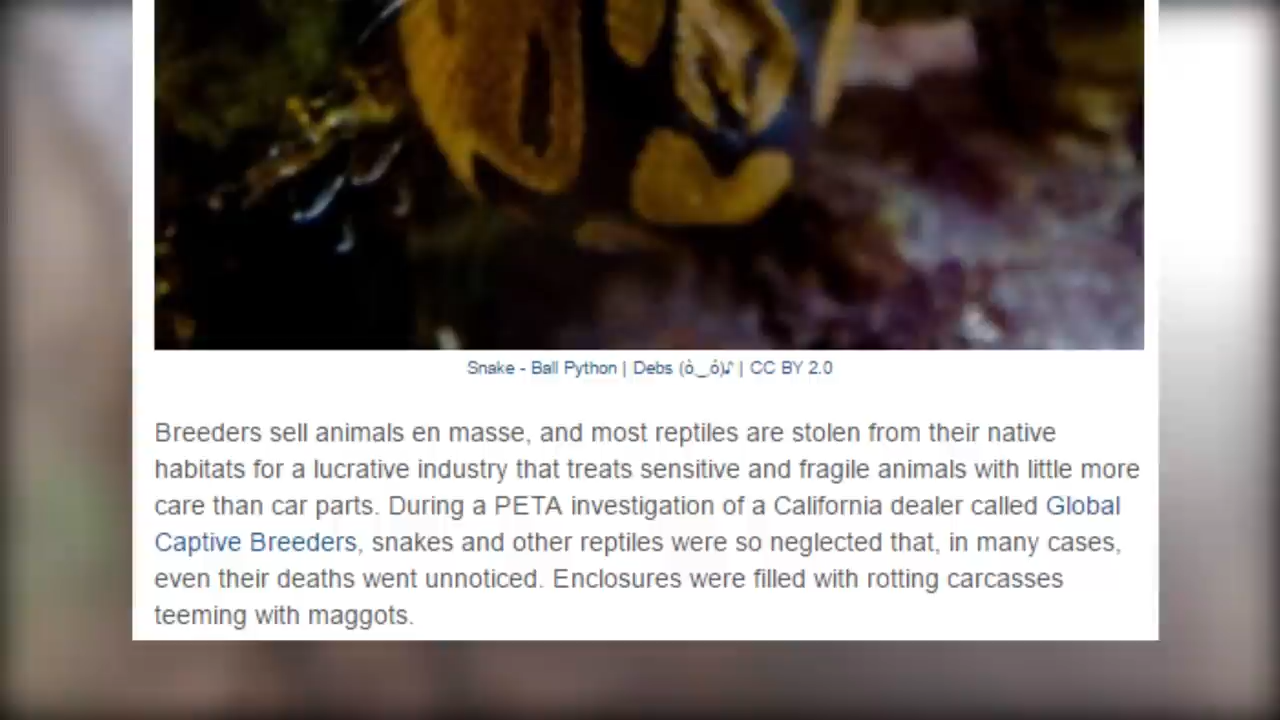 Snake - Ball Python | Debs (ò_ó)♪ | CC BY 2.0
Breeders sell animals en masse, and most reptiles are stolen from their native
habitats for a lucrative industry that treats sensitive and fragile animals with little more
care than car parts. During a PETA investigation of a California dealer called Global
Captive Breeders, snakes and other reptiles were so neglected that, in many cases,
even their deaths went unnoticed. Enclosures were filled with rotting carcasses
teeming with maggots.